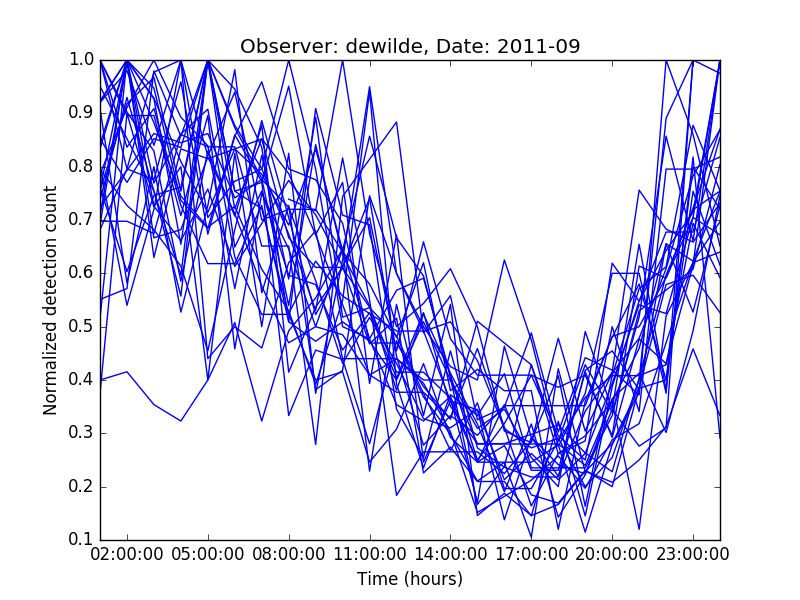 Observer: dewilde, Date: 2011-09
1.0
0.9
0.8
0.7
0.6
0.5
0.4
0.3
0.2
0.1
Normalized detection count
02:00:00 05:00:00 08:00:00 11:00:00 14:00:00 17:00:00 20:00:00 23:00:00
Time (hours)